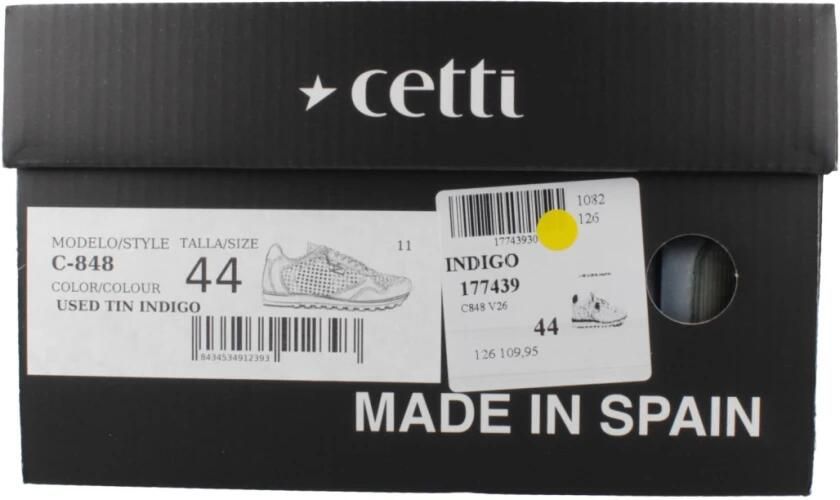 cetti
MODELO/STYLE TALLA/SIZE
C-848
44
11
COLOR/COLOUR
USED TIN INDIGO
8434534912393
1082
126
17743930
INDIGO
177439
C848 V26
44
126 109,95
MADE IN SPAIN